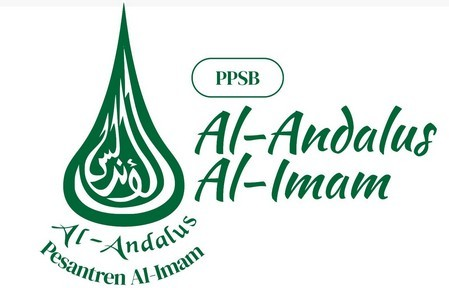 الأندلس
Al-Andalus
Pesantren Al-Imam
PPSB
Al-Andalus
Al-Imam